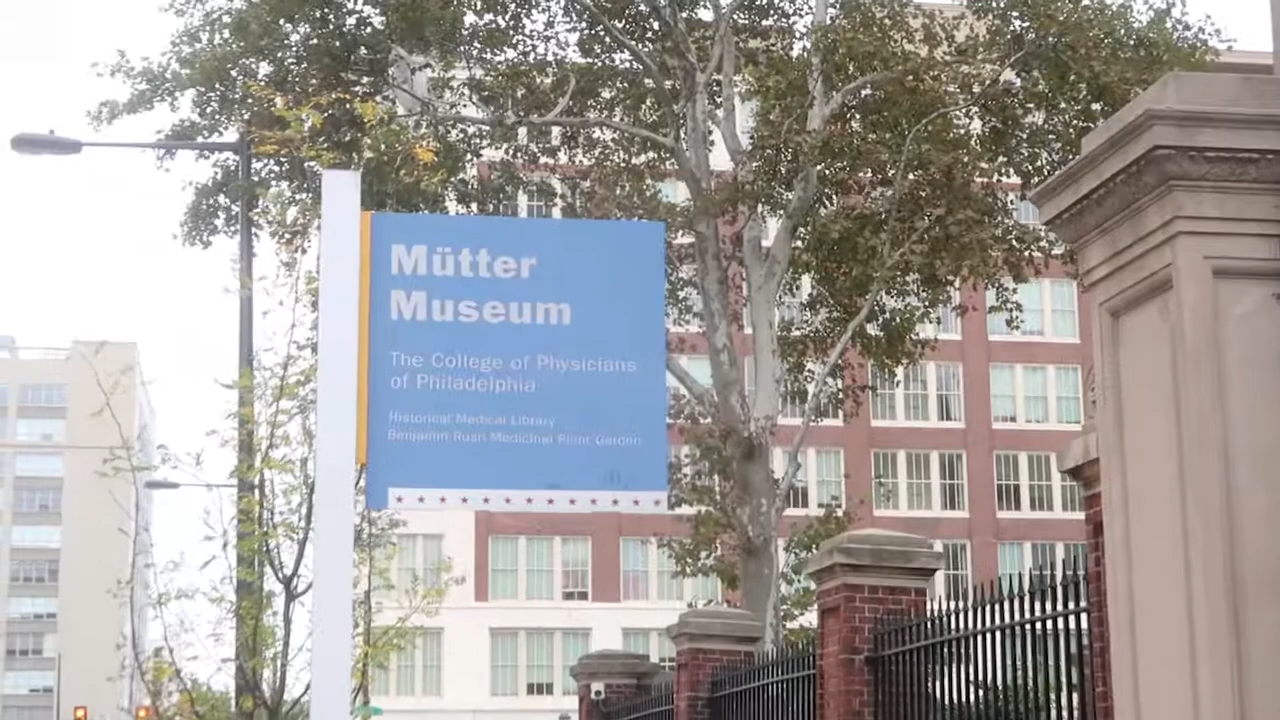 Mütter
Museum
The College of Physicians
of Philadelphia
Historical Medical Library
Benjamin Rush Medicinal Plant Garden